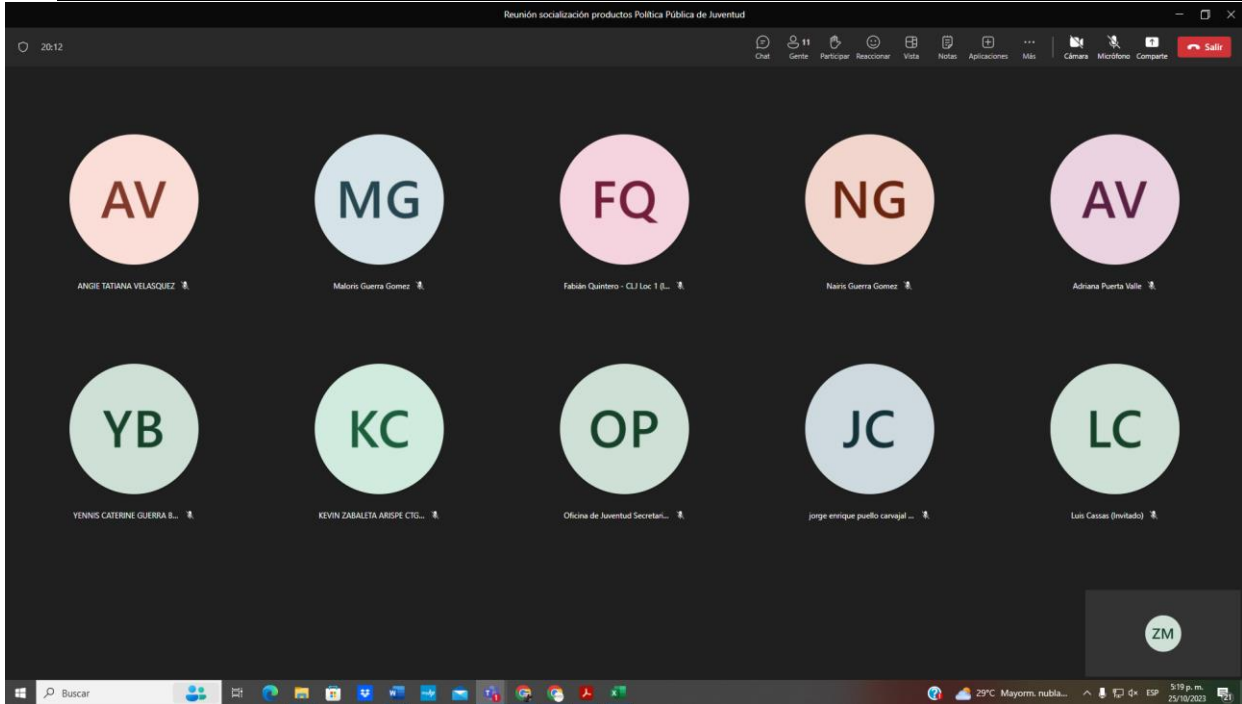 Reunión socialización productos Política Pública de Juventud
20:12
Chat
11
Gente
Participar
Reaccionar
Vista
Notas
Aplicaciones
Más
Cámara
Micrófono
Comparte
Salir
AV
MG
FQ
NG
AV
ANGIE TATIANA VELASQUEZ
Maloris Guerra Gomez
Fabián Quintero - CLJ Loc 1 (I...
Nairis Guerra Gomez
Adriana Puerta Valle
YB
KC
OP
JC
LC
YENNIS CATERINE GUERRA B...
KEVIN ZABALETA ARISPE CTG...
Oficina de Juventud Secretari...
jorge enrique puello carvajal ...
Luis Cassas (Invitado)
ZM
Buscar
29°C Mayorm. nubla...
ESP
5:19 p. m.
25/10/2023